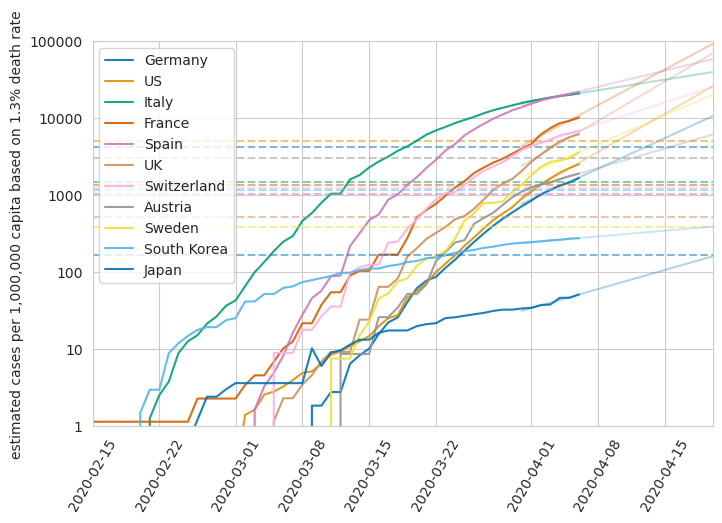 estimated cases per 1,000,000 capita based on 1.3% death rate
100000
10000
1000
100
10
1
Germany
US
Italy
France
Spain
UK
Switzerland
Austria
Sweden
South Korea
Japan
2020-02-15
2020-02-22
2020-03-01
2020-03-08
2020-03-15
2020-03-22
2020-04-01
2020-04-08
2020-04-15